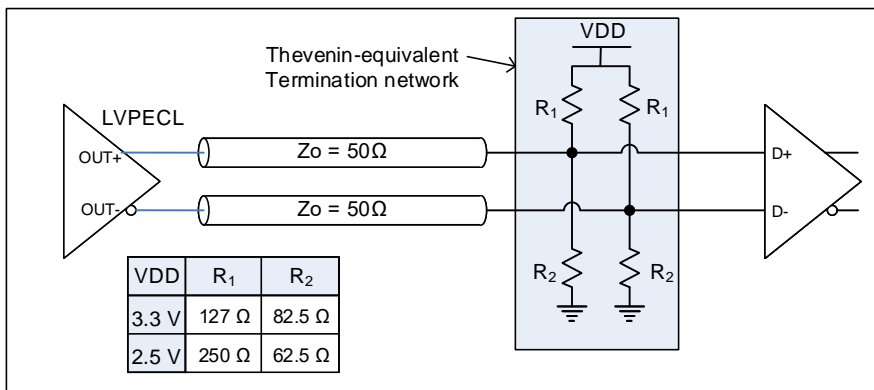 VDD
Thevenin-equivalent
Termination network
R₁ R₁
LVPECL
OUT+ Zo = 50Ω D+
OUT- Zo = 50Ω D-
R₂ R₂
VDD R₁ R₂
3.3 V 127 Ω 82.5 Ω
2.5 V 250 Ω 62.5 Ω